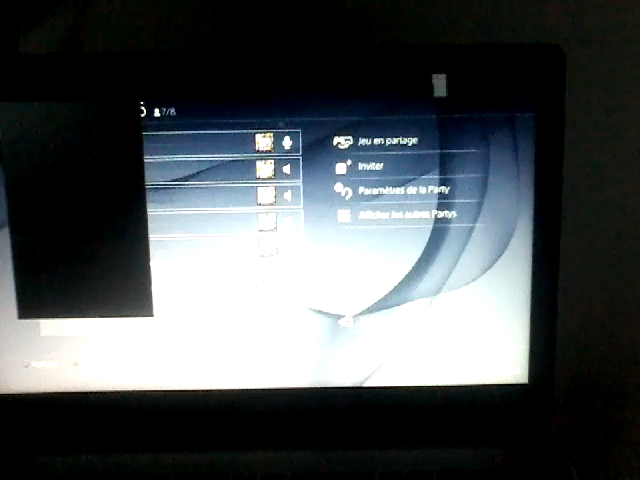 7/8
Jeu en partage
Inviter
Paramètres de la Party
Afficher les autres Partys